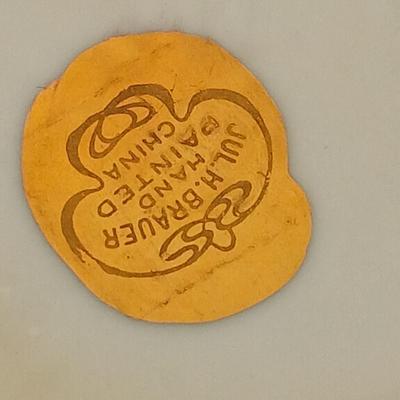 JUL. H. BRAUER
HAND
PAINTED
CHINA